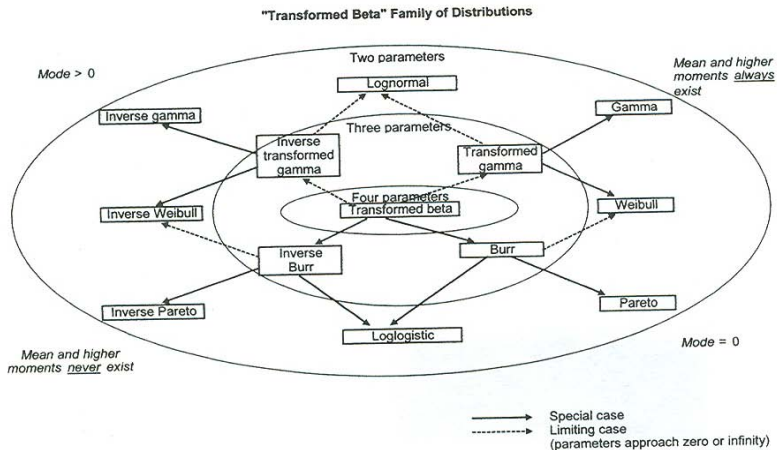 "Transformed Beta" Family of Distributions
Two parameters
Mode > 0
Mean and higher
moments always
exist
Lognormal
Inverse gamma
Gamma
Three parameters
Inverse
transformed
gamma
Transformed
gamma
Four parameters
Transformed beta
Inverse Weibull
Weibull
Inverse
Burr
Burr
Inverse Pareto
Pareto
Loglogistic
Mean and higher
moments never exist
Mode = 0
Special case
Limiting case
(parameters approach zero or infinity)